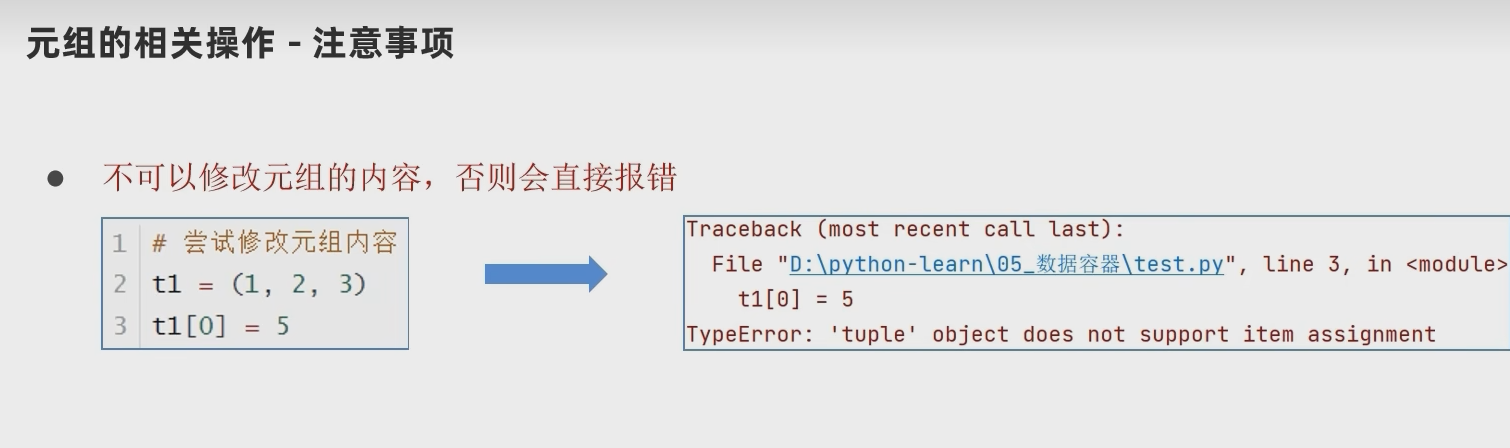 元组的相关操作 - 注意事项
● 不可以修改元组的内容，否则会直接报错
1 # 尝试修改元组内容
2 t1 = (1, 2, 3)
3 t1[0] = 5
Traceback (most recent call last):
File "D:\python-learn\05_数据容器\test.py", line 3, in <module>
t1[0] = 5
TypeError: 'tuple' object does not support item assignment